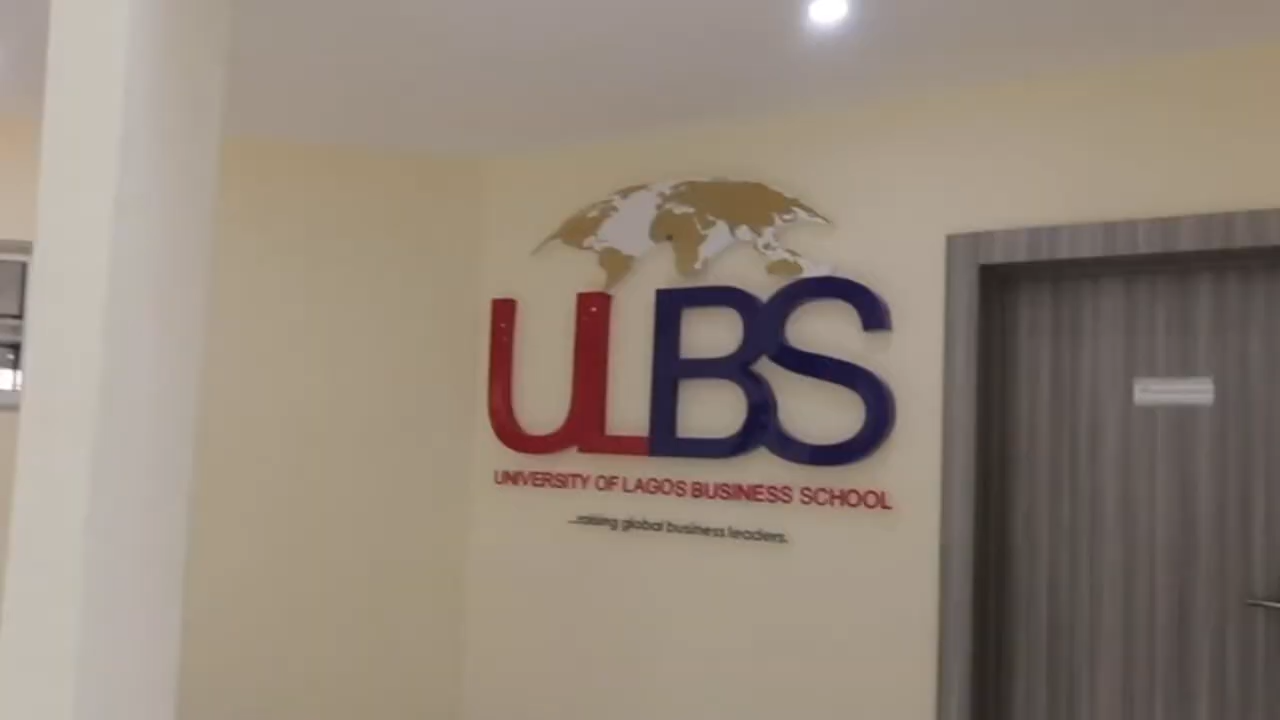 ULBS
UNIVERSITY OF LAGOS BUSINESS SCHOOL
...raising global business leaders.